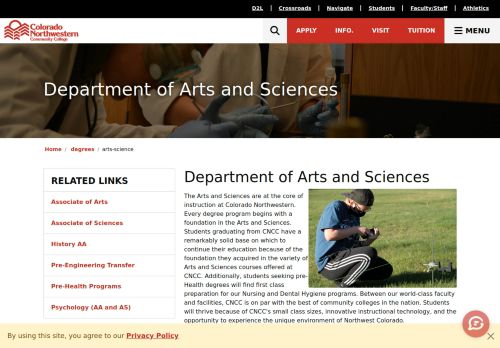 D2L | Crossroads | Navigate | Students | Faculty/Staff | Athletics
Colorado
Northwestern
Community College
APPLY INFO. VISIT TUITION MENU
Department of Arts and Sciences
Home / degrees / arts-science
RELATED LINKS
Associate of Arts
Associate of Sciences
History AA
Pre-Engineering Transfer
Pre-Health Programs
Psychology (AA and AS)
Department of Arts and Sciences
The Arts and Sciences are at the core of
instruction at Colorado Northwestern.
Every degree program begins with a
foundation in the Arts and Sciences.
Students graduating from CNCC have a
remarkably solid base on which to
continue their education because of the
foundation they acquired in the variety of
Arts and Sciences courses offered at
CNCC. Additionally, students seeking pre-
Health degrees will find first class
preparation for our Nursing and Dental Hygiene programs. Between our world-class faculty
and facilities, CNCC is on par with the best of community colleges in the nation. Students
will thrive because of CNCC's small class sizes, innovative instructional technology, and the
opportunity to experience the unique environment of Northwest Colorado.
By using this site, you agree to our Privacy Policy
×